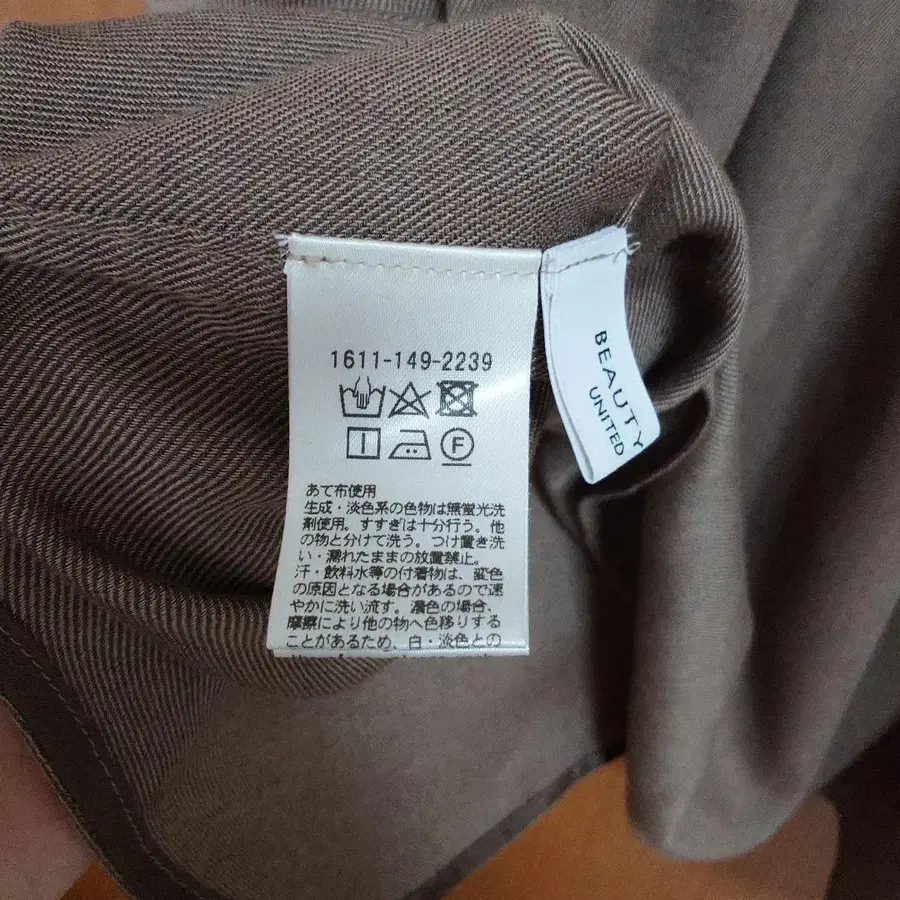 1611-149-2239
F
あて布使用
生成・淡色系の色物は無蛍光洗
剤使用。すすぎは十分行う。他
の物と分けて洗う。つけ置き洗
い・濡れたままの放置禁止。
汗・飲料水等の付着物は、変色
の原因となる場合があるので速
やかに洗い流す。濃色の場合、
摩擦により他の物へ色移りする
ことがあるため、白・淡色との
BEAUTY
UNITED